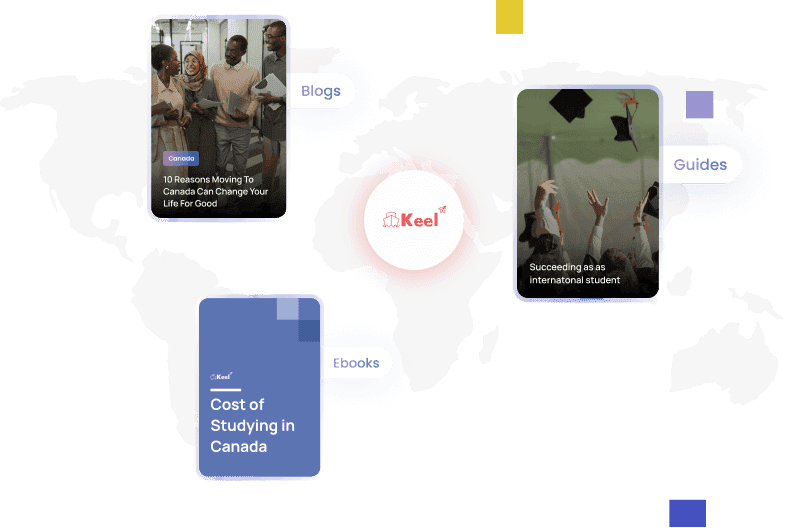 Blogs
Canada
10 Reasons Moving To
Canada Can Change Your
Life For Good
Guides
Keel
Succeeding as as
internatonal student
Ebooks
Keel
Cost of
Studying in
Canada